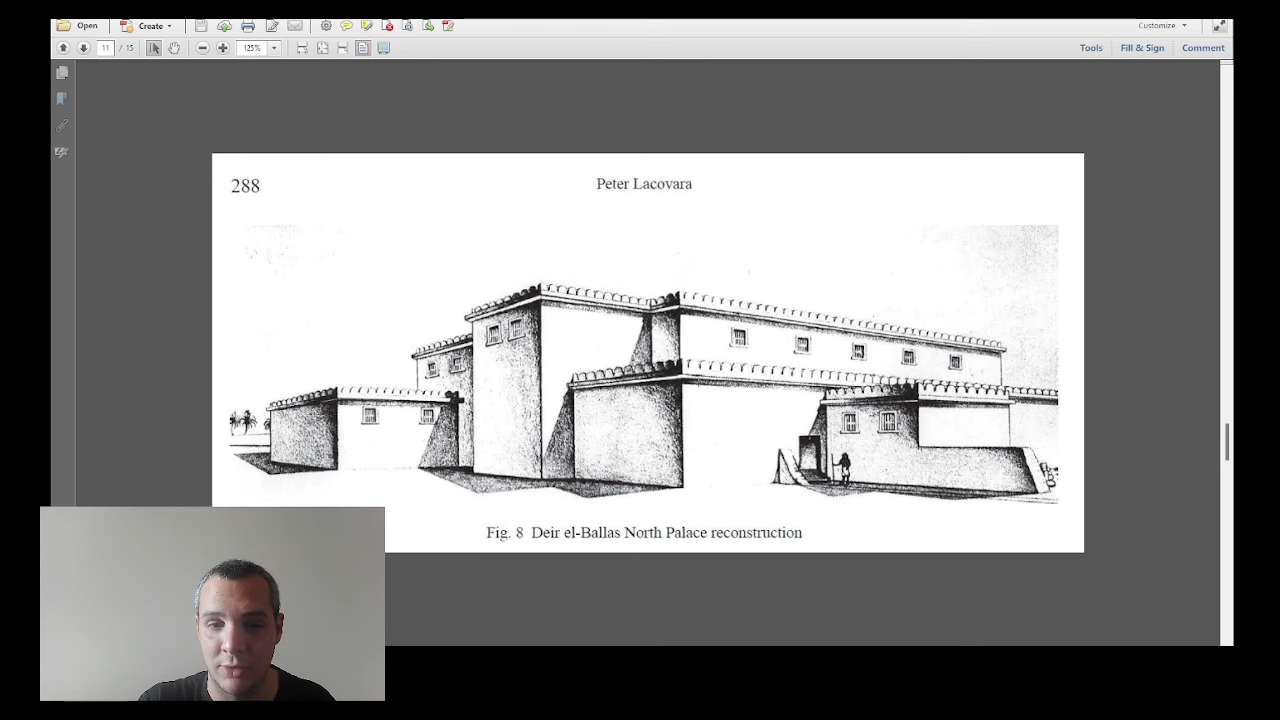 Open Create Customize
11 / 15 125% Tools Fill & Sign Comment
288 Peter Lacovara
Fig. 8 Deir el-Ballas North Palace reconstruction